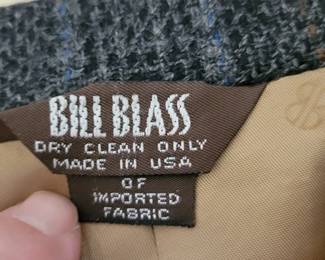 BILL BLASS
DRY CLEAN ONLY
MADE IN USA
OF
IMPORTED
FABRIC